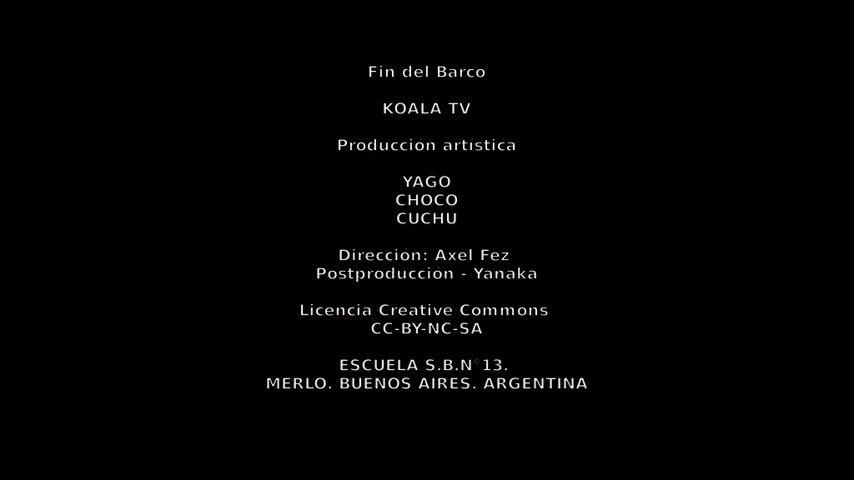 Fin del Barco
KOALA TV
Producción artística
YAGO
CHOCO
CUCHU
Dirección: Axel Fez
Postproducción - Yanaka
Licencia Creative Commons
CC-BY-NC-SA
ESCUELA S.B.N°13.
MERLO. BUENOS AIRES. ARGENTINA